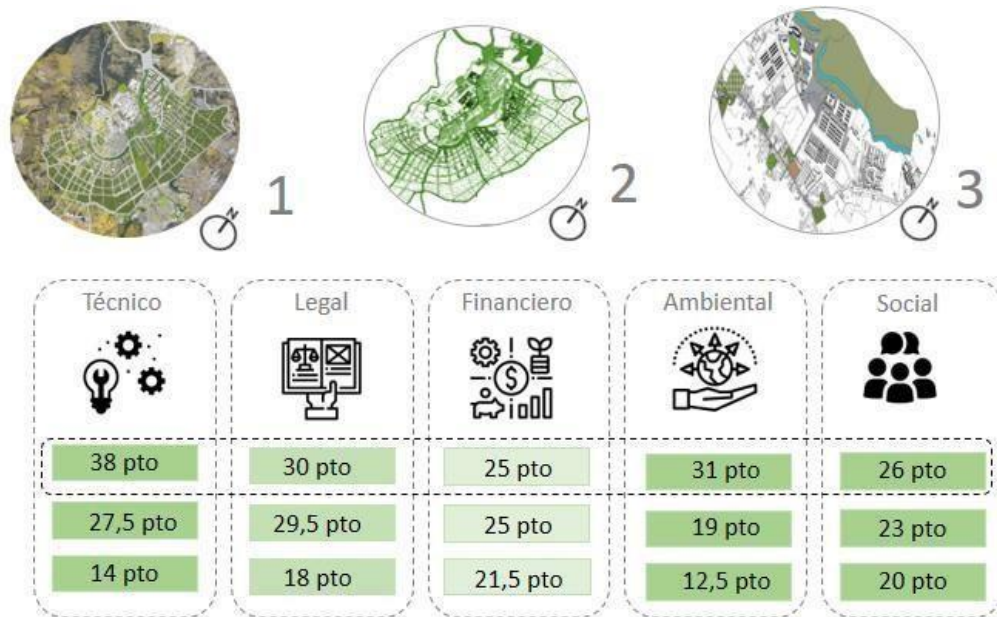 N
1
N
2
N
3
Técnico
Legal
Financiero
Ambiental
Social
$
38 pto
30 pto
25 pto
31 pto
26 pto
27,5 pto
29,5 pto
25 pto
19 pto
23 pto
14 pto
18 pto
21,5 pto
12,5 pto
20 pto